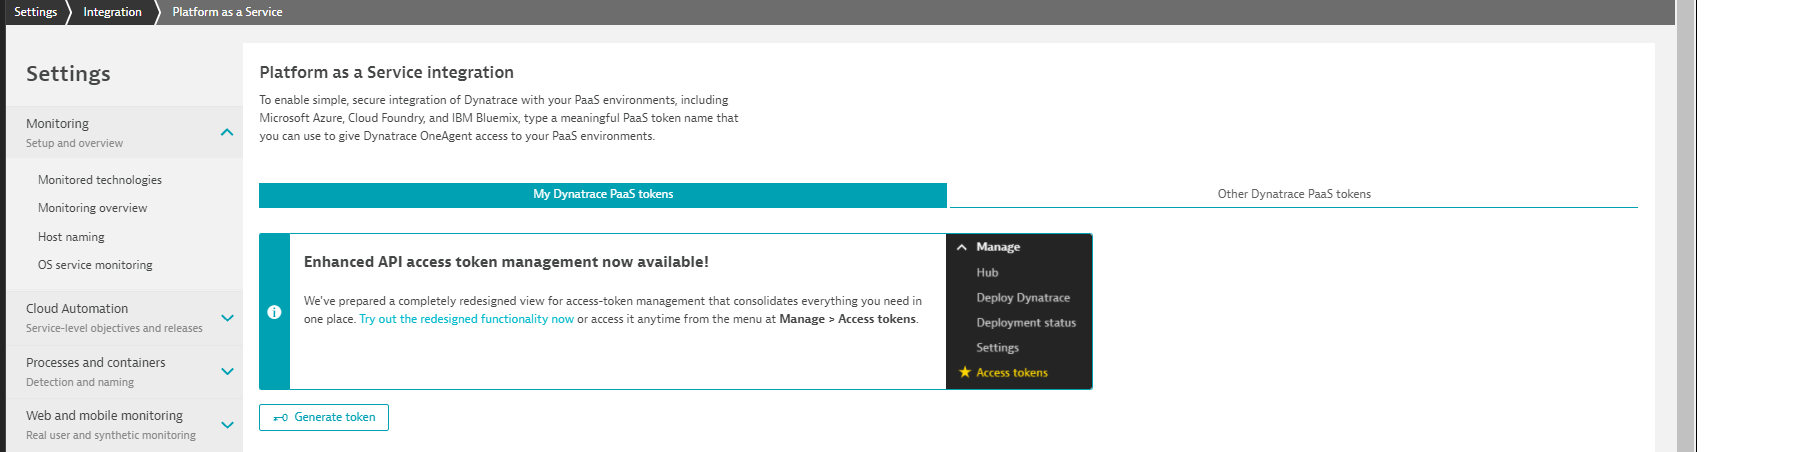 Settings
Integration
Platform as a Service
Settings
Monitoring
Setup and overview
Monitored technologies
Monitoring overview
Host naming
OS service monitoring
Cloud Automation
Service-level objectives and releases
Processes and containers
Detection and naming
Web and mobile monitoring
Real user and synthetic monitoring
Platform as a Service integration
To enable simple, secure integration of Dynatrace with your PaaS environments, including
Microsoft Azure, Cloud Foundry, and IBM Bluemix, type a meaningful PaaS token name that
you can use to give Dynatrace OneAgent access to your PaaS environments.
My Dynatrace PaaS tokens
Other Dynatrace PaaS tokens
Enhanced API access token management now available!
We've prepared a completely redesigned view for access-token management that consolidates everything you need in
one place. Try out the redesigned functionality now or access it anytime from the menu at Manage > Access tokens.
Manage
Hub
Deploy Dynatrace
Deployment status
Settings
Access tokens
Generate token